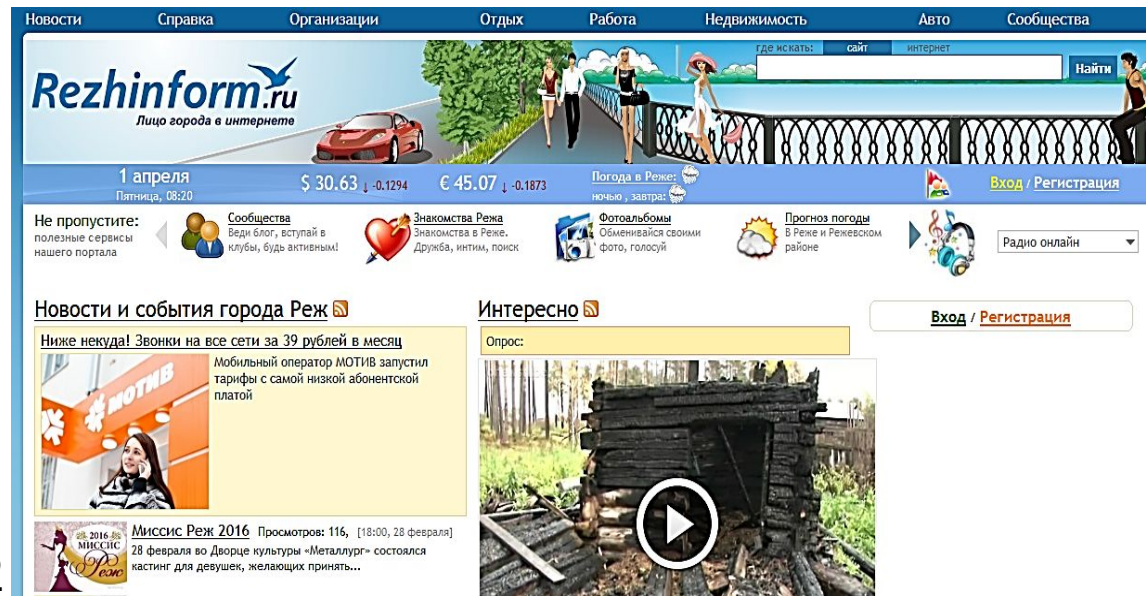 Новости Справка Организации Отдых Работа Недвижимость Авто Сообщества
где искать: сайт интернет
Найти
Rezhinform.ru
Лицо города в интернете
1 апреля
Пятница, 08:20
$ 30.63 ↓ -0.1294 € 45.07 ↓ -0.1873
Погода в Реже:
ночью , завтра:
Вход / Регистрация
Не пропустите:
полезные сервисы
нашего портала
Сообщества
Веди блог, вступай в
клубы, будь активным!
Знакомства Режа
Знакомства в Реже.
Дружба, интим, поиск
Фотоальбомы
Обменивайся своими
фото, голосуй
Прогноз погоды
В Реже и Режевском
районе
Радио онлайн
Новости и события города Реж
Ниже некуда! Звонки на все сети за 39 рублей в месяц
МОТИВ
Мобильный оператор МОТИВ запустил
тарифы с самой низкой абонентской
платой
2016
МИССИС
Реж
Миссис Реж 2016 Просмотров: 116, [18:00, 28 февраля]
28 февраля во Дворце культуры «Металлург» состоялся
кастинг для девушек, желающих принять...
Интересно
Опрос:
Вход / Регистрация